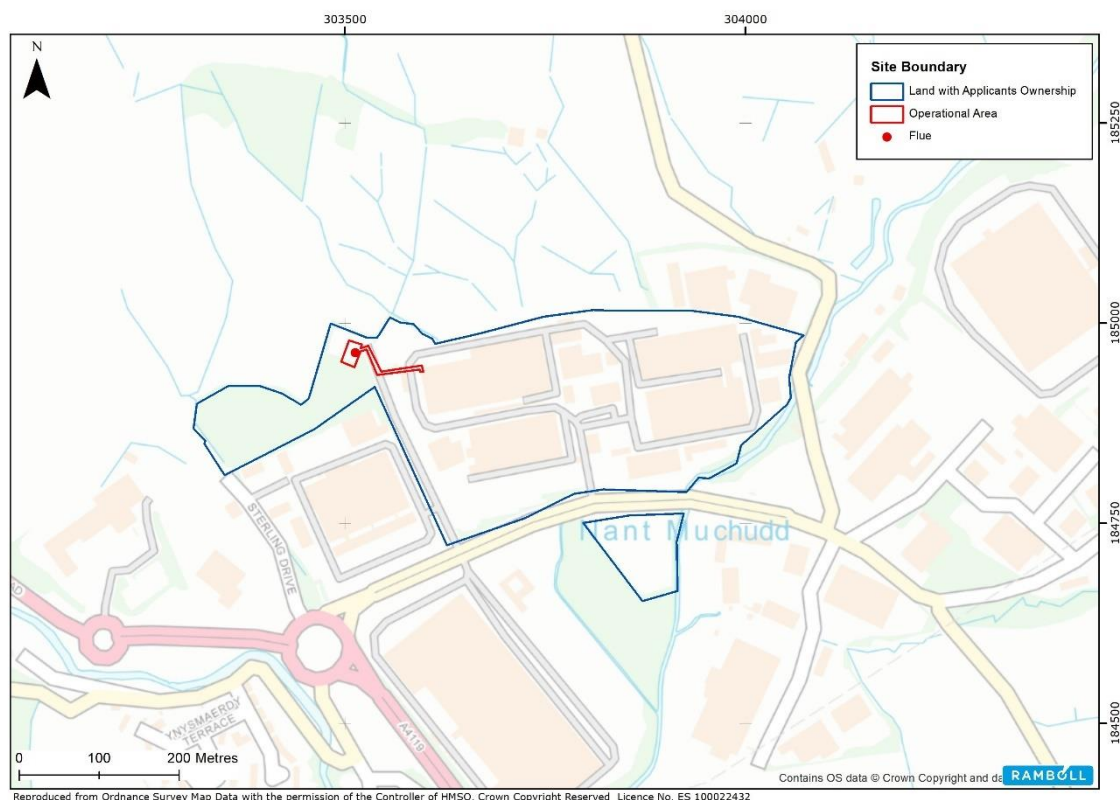 303500
304000
N
Site Boundary
Land with Applicants Ownership
Operational Area
Flue
185250
185000
184750
184500
Nant Muchudd
STERLING DRIVE
YNYSMAERDY
TERRACE
A4119
0 100 200 Metres
Contains OS data © Crown Copyright and
RAMBOLL
Reproduced from Ordnance Survey Map Data with the permission of the Controller of HMSO. Crown Copyright Reserved Licence No. ES 100022432